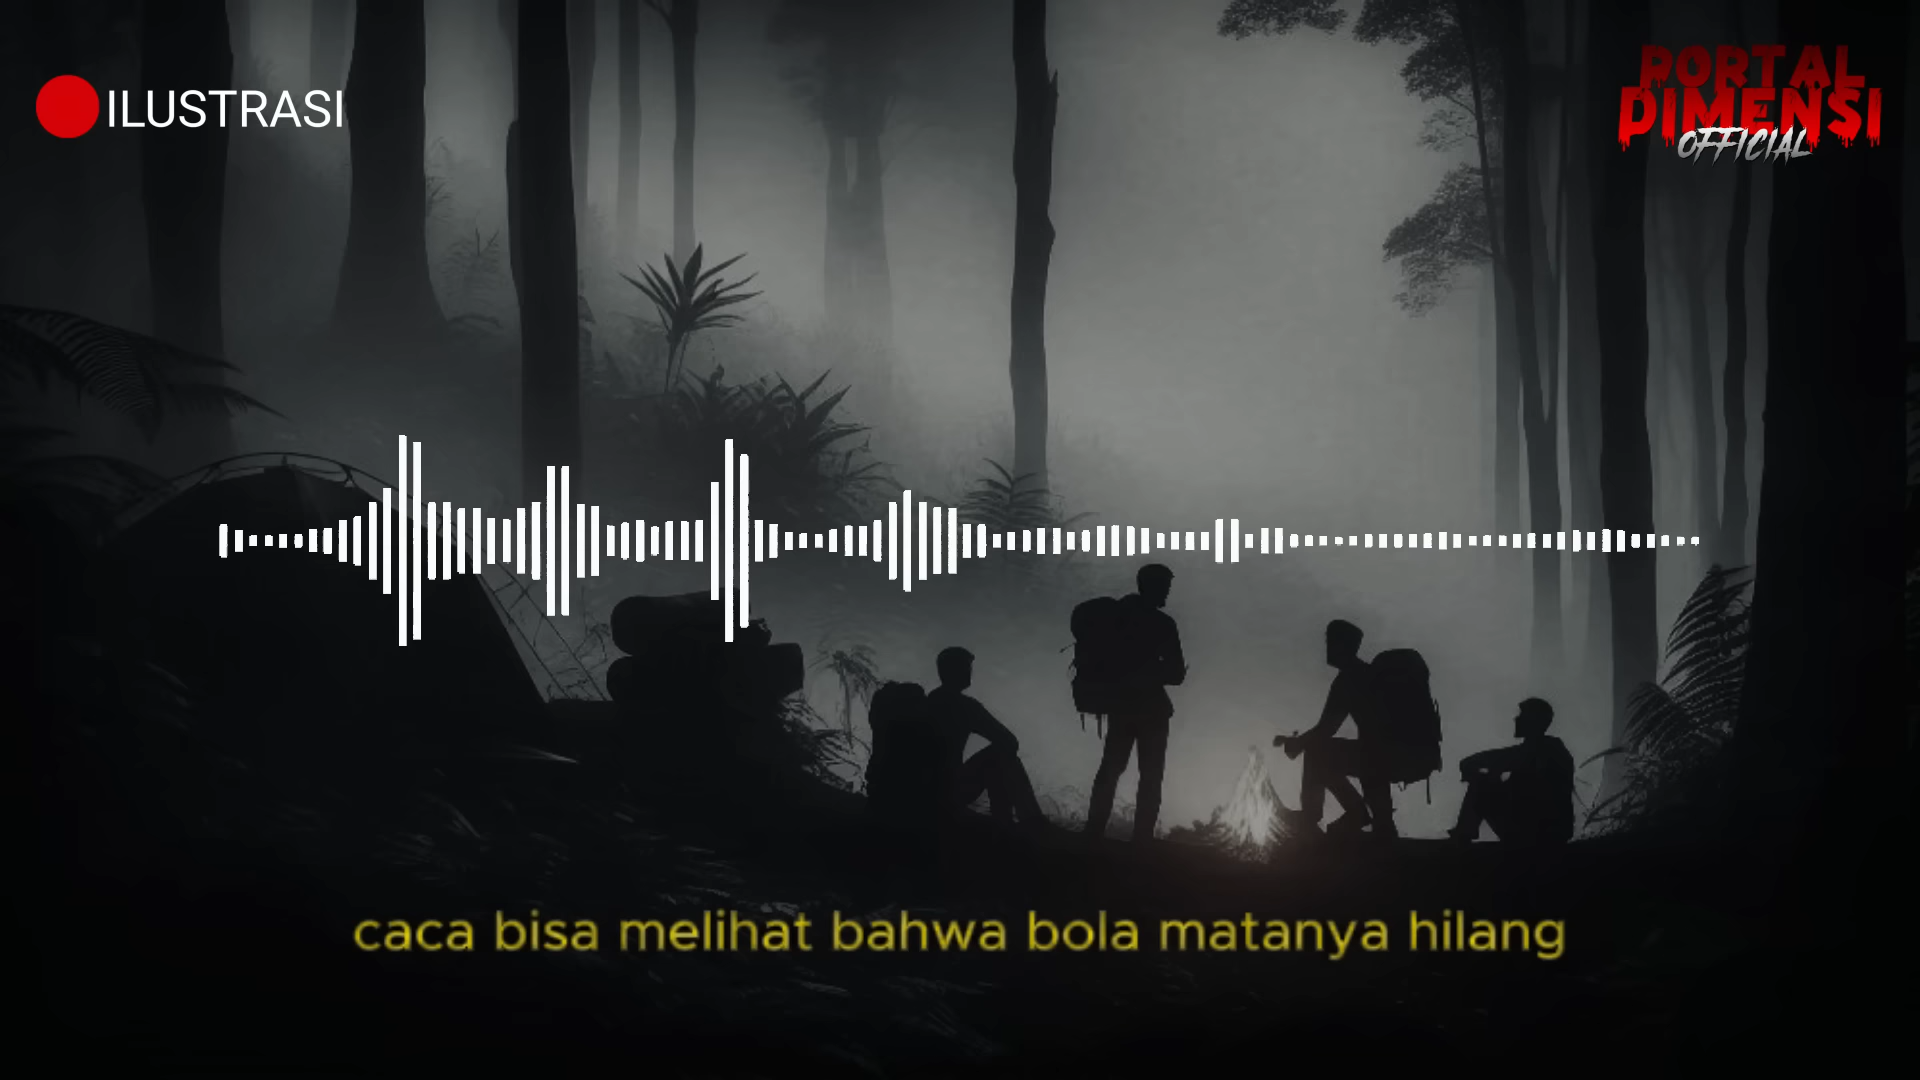 ILUSTRASI
PORTAL
DIMENSI
OFFICIAL
caca bisa melihat bahwa bola matanya hilang